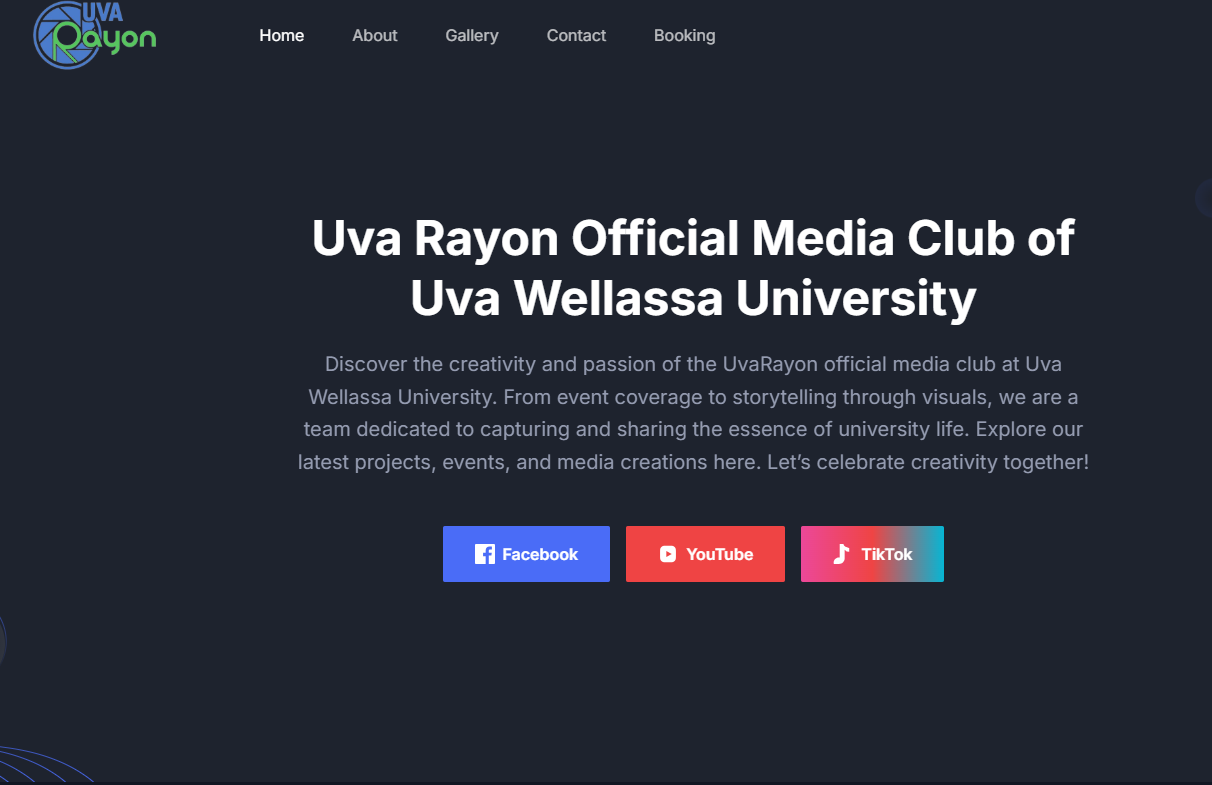 UVA
Rayon
Home About Gallery Contact Booking
Uva Rayon Official Media Club of
Uva Wellassa University
Discover the creativity and passion of the UvaRayon official media club at Uva
Wellassa University. From event coverage to storytelling through visuals, we are a
team dedicated to capturing and sharing the essence of university life. Explore our
latest projects, events, and media creations here. Let’s celebrate creativity together!
Facebook YouTube TikTok